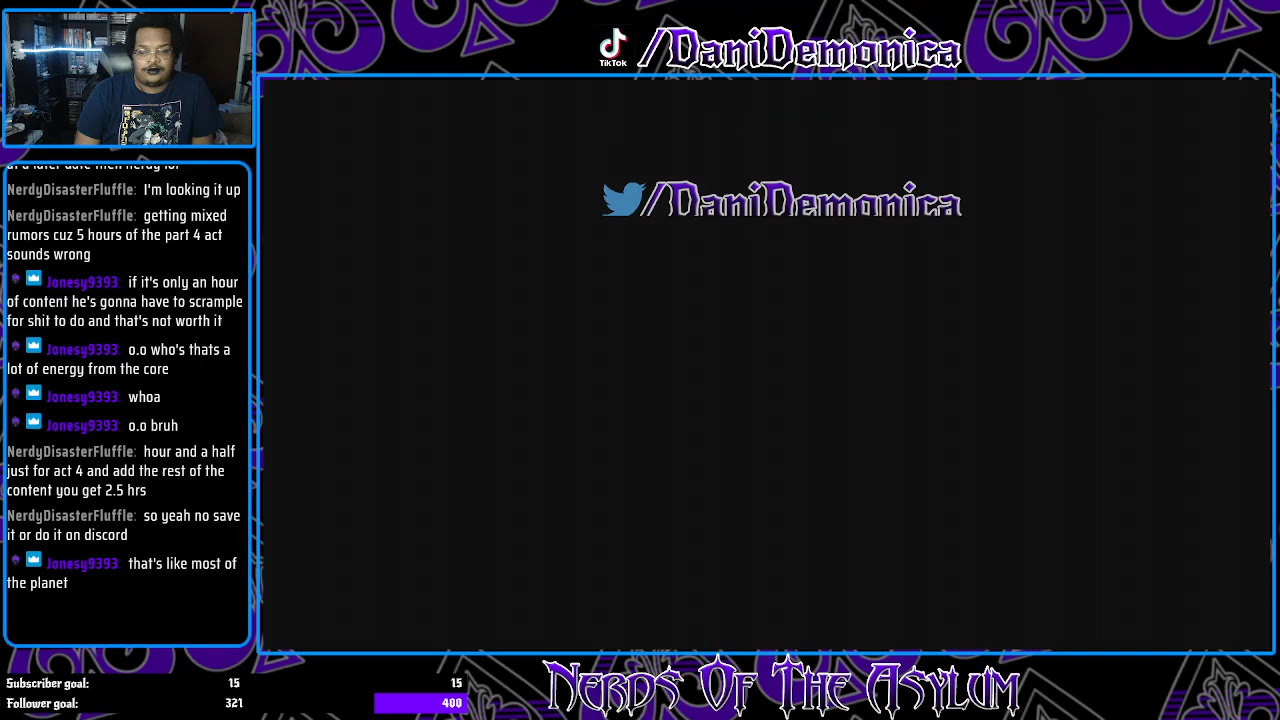 TikTok /DaniDemonica
/DaniDemonica
NerdyDisasterFluffle: I'm looking it up
NerdyDisasterFluffle: getting mixed
rumors cuz 5 hours of the part 4 act
sounds wrong
Jonesy9393: if it's only an hour
of content he's gonna have to scrample
for shit to do and that's not worth it
Jonesy9393: o.o who's thats a
lot of energy from the core
Jonesy9393: whoa
Jonesy9393: o.o bruh
NerdyDisasterFluffle: hour and a half
just for act 4 and add the rest of the
content you get 2.5 hrs
NerdyDisasterFluffle: so yeah no save
it or do it on discord
Jonesy9393: that's like most of
the planet
Subscriber goal: 15 15
Follower goal: 321 400
Nerds Of The Asylum